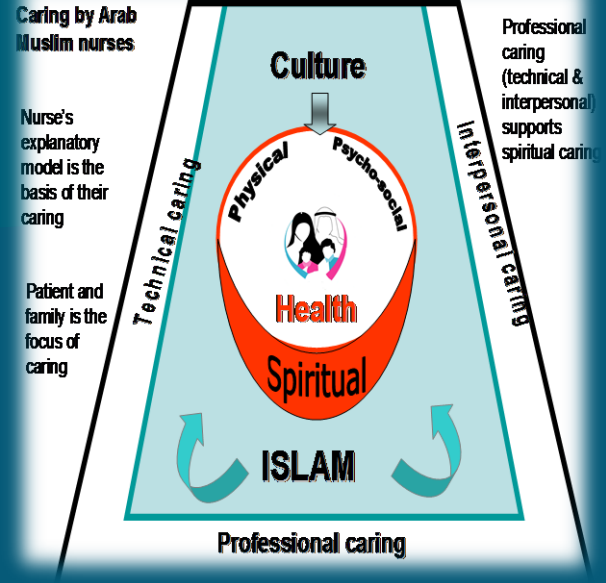 Caring by Arab
Muslim nurses
Nurse's
explanatory
model is the
basis of their
caring
Patient and
family is the
focus of
caring
Technical caring
Culture
Physical
Psycho-social
Health
Spiritual
ISLAM
Professional caring
Interpersonal caring
Professional
caring
(technical &
interpersonal)
supports
spiritual caring